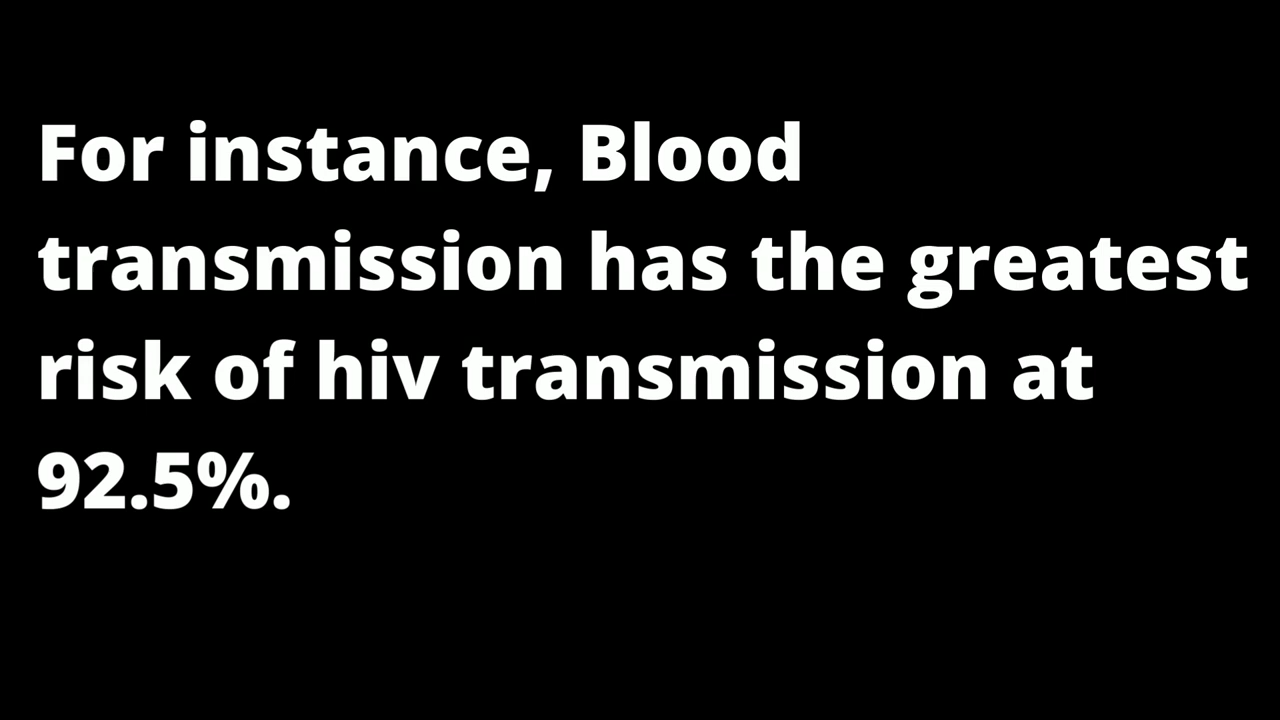 For instance, Blood
transmission has the greatest
risk of hiv transmission at
92.5%.